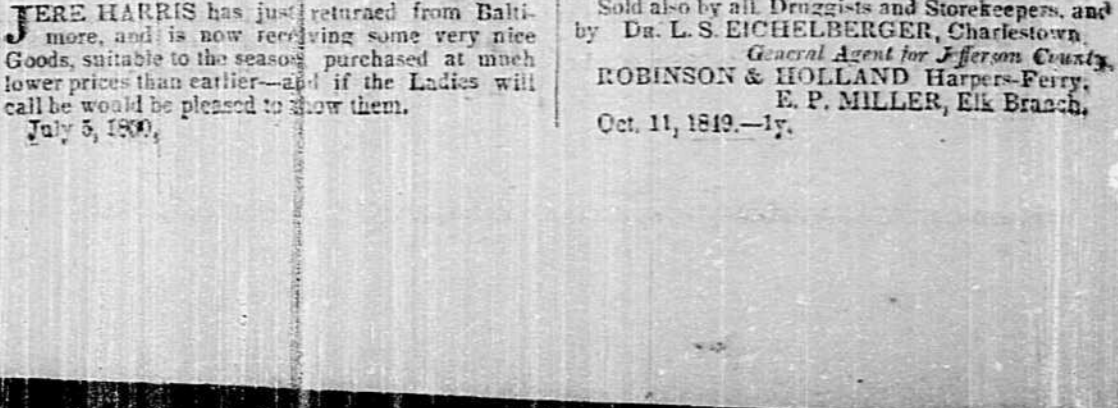 JERE HARRIS has just returned from Balti-
more, and is now receiving some very nice
Goods, suitable to the season purchased at much
lower prices than earlier—and if the Ladies will
call he would be pleased to show them.
July 5,
Sold also by all Druggists and Storekeepers, and
by DR. L. S. EICHELBERGER, Charlestown
General Agent for Jefferson County,
ROBINSON & HOLLAND Harpers-Ferry,
E. P. MILLER, Elk Branch,
Oct. 11, 1849.—1y.